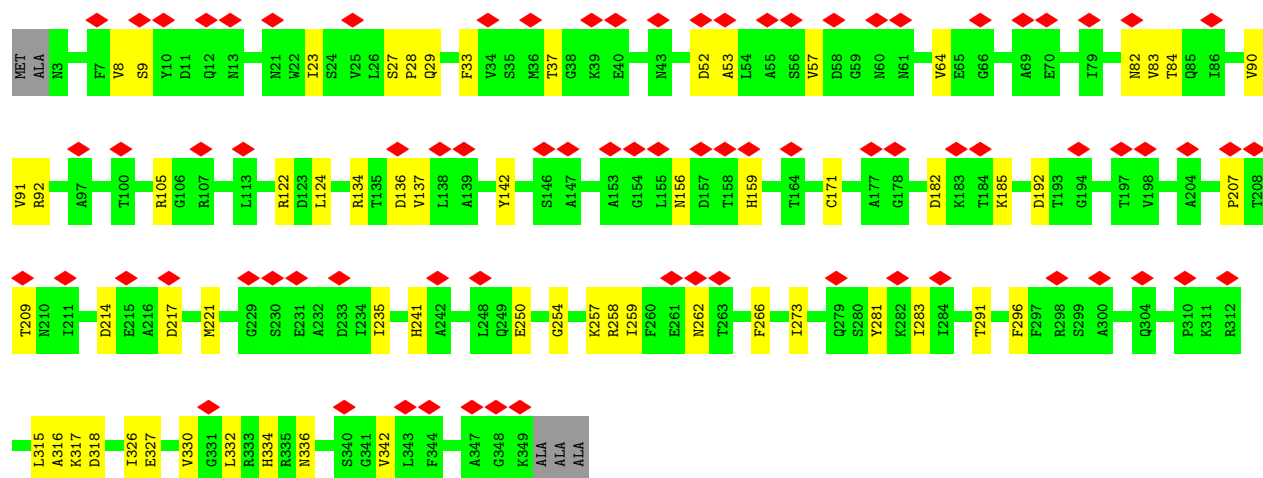 MET ALA N3 F7 V8 S9 Y10 D11 Q12 N13 N21 W22 I23 S24 V25 L26 S27 P28 Q29 F33 V34 S35 M36 T37 G38 K39 E40 N43 D52 A53 L54 A55 S56 V57 D58 G59 N60 N61 V64 E65 G66 A69 E70 I79 N82 V83 T84 Q85 I86 V90
V91 R92 A97 T100 R105 G106 R107 L113 R122 D123 L124 R134 T135 D136 V137 L138 A139 Y142 S146 A147 A153 G154 L155 N156 D157 T158 H159 T164 C171 A177 G178 D182 K183 T184 K185 D192 T193 G194 T197 V198 A204 P207 T208
T209 N210 I211 D214 E215 A216 D217 M221 G229 S230 E231 A232 D233 I234 I235 H241 A242 L248 Q249 E250 G254 K257 R258 I259 F260 E261 N262 T263 F266 I273 Q279 S280 Y281 K282 I283 I284 T291 F296 F297 R298 S299 A300 Q304 P310 K311 R312
L315 A316 K317 D318 I326 E327 V330 G331 L332 R333 H334 R335 N336 S340 G341 V342 L343 F344 A347 G348 K349 ALA ALA ALA